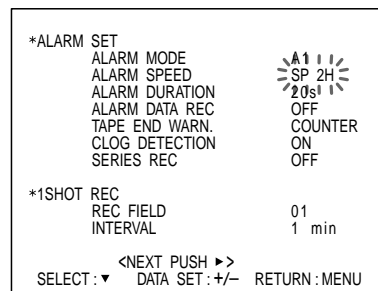 *ALARM SET
ALARM MODE A1
ALARM SPEED SP 2H
ALARM DURATION 20s
ALARM DATA REC OFF
TAPE END WARN. COUNTER
CLOG DETECTION ON
SERIES REC OFF
*1SHOT REC
REC FIELD 01
INTERVAL 1 min
<NEXT PUSH ►>
SELECT:▼ DATA SET:+/– RETURN:MENU